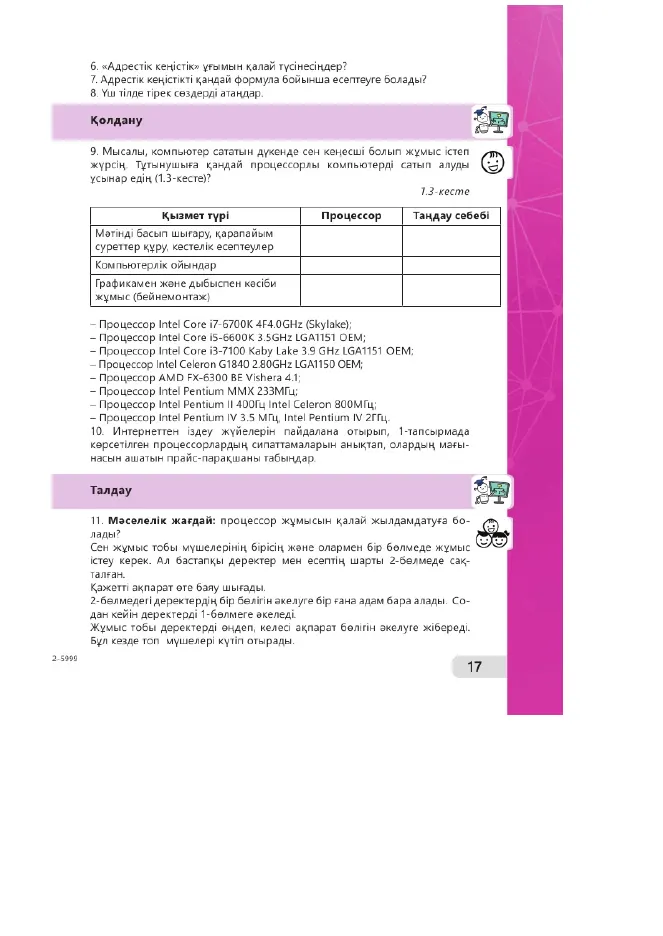 6. «Адрестік кеңістік» ұғымын қалай түсінесіңдер?
7. Адрестік кеңістікті қандай формула бойынша есептеуге болады?
8. Үш тілде тірек сөздерді атаңдар.
Қолдану
9. Мысалы, компьютер сататын дүкенде сен кеңесші болып жұмыс істеп
жүрсің. Тұтынушыға қандай процессорлы компьютерді сатып алуды
ұсынар едің (1.3-кесте)?
1.3-кесте
Қызмет түрі Процессор Таңдау себебі
Мәтінді басып шығару, қарапайым
суреттер құру, кестелік есептеулер
Компьютерлік ойындар
Графикамен және дыбыспен кәсіби
жұмыс (бейнемонтаж)
– Процессор Intel Core i7-6700K 4F4.0GHz (Skylake);
– Процессор Intel Core i5-6600K 3.5GHz LGA1151 OEM;
– Процессор Intel Core i3-7100 Kaby Lake 3.9 GHz LGA1151 OEM;
– Процессор Intel Celeron G1840 2.80GHz LGA1150 OEM;
– Процессор AMD FX-6300 BE Vishera 4.1;
– Процессор Intel Pentium MMX 233МГц;
– Процессор Intel Pentium II 400Гц Intel Celeron 800МГц;
– Процессор Intel Pentium IV 3.5 МГц, Intel Pentium IV 2ГГц.
10. Интернеттен іздеу жүйелерін пайдалана отырып, 1-тапсырмада
көрсетілген процессорлардың сипаттамаларын анықтап, олардың мағы-
насын ашатын прайс-парақшаны табыңдар.
Талдау
11. Мәселелік жағдай: процессор жұмысын қалай жылдамдатуға бо-
лады?
Сен жұмыс тобы мүшелерінің бірісің және олармен бір бөлмеде жұмыс
істеу керек. Ал бастапқы деректер мен есептің шарты 2-бөлмеде сақ-
талған.
Қажетті ақпарат өте баяу шығады.
2-бөлмедегі деректердің бір бөлігін әкелуге бір ғана адам бара алады. Со-
дан кейін деректерді 1-бөлмеге әкеледі.
Жұмыс тобы деректерді өңдеп, келесі ақпарат бөлігін әкелуге жібереді.
Бұл кезде топ мүшелері күтіп отырады.
2–5999
17